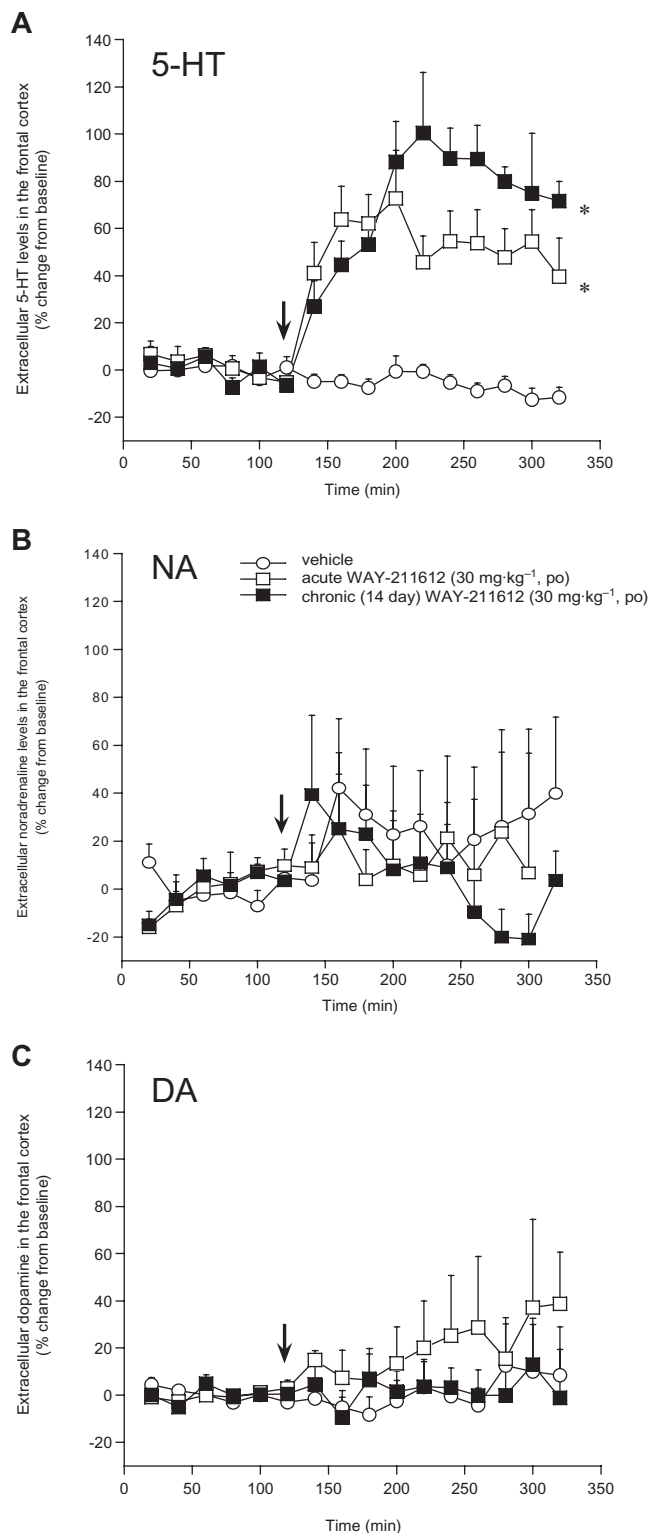 A
5-HT
Extracellular 5-HT levels in the frontal cortex
(% change from baseline)
140
120
100
80
60
40
20
0
-20
*
*
0 50 100 150 200 250 300 350
Time (min)
B
NA
vehicle
acute WAY-211612 (30 mg·kg⁻¹, po)
chronic (14 day) WAY-211612 (30 mg·kg⁻¹, po)
Extracellular noradrenaline levels in the frontal cortex
(% change from baseline)
140
120
100
80
60
40
20
0
-20
0 50 100 150 200 250 300 350
Time (min)
C
DA
Extracellular dopamine in the frontal cortex
(% change from baseline)
140
120
100
80
60
40
20
0
-20
0 50 100 150 200 250 300 350
Time (min)